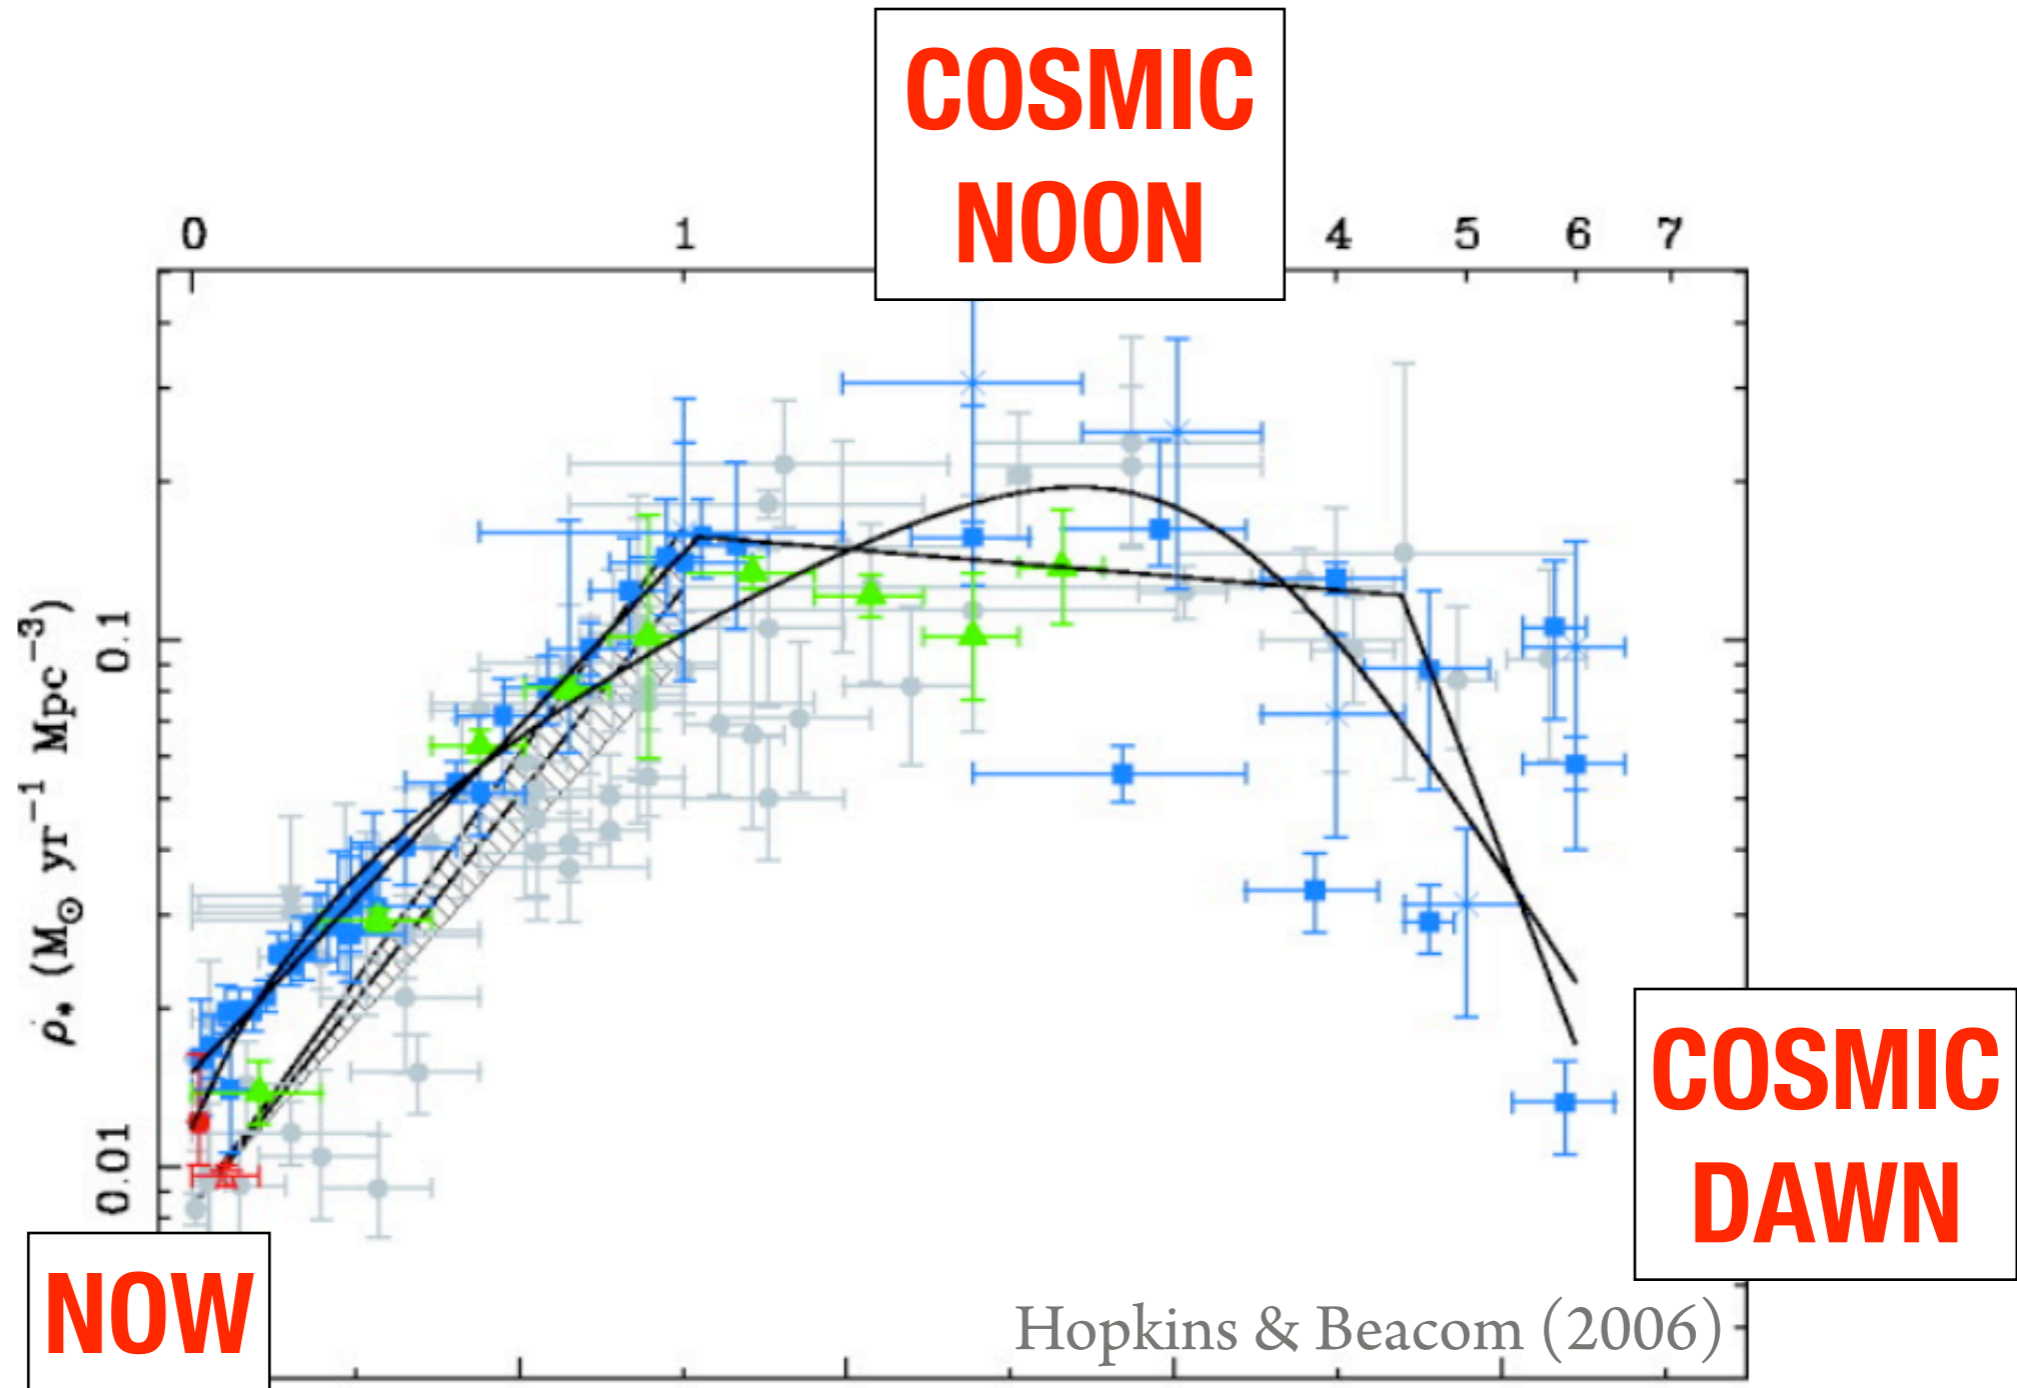 COSMIC
NOON
0 1 4 5 6 7
ρ̇* (M⊙ yr−1 Mpc−3)
0.1
0.01
COSMIC
DAWN
NOW
Hopkins & Beacom (2006)